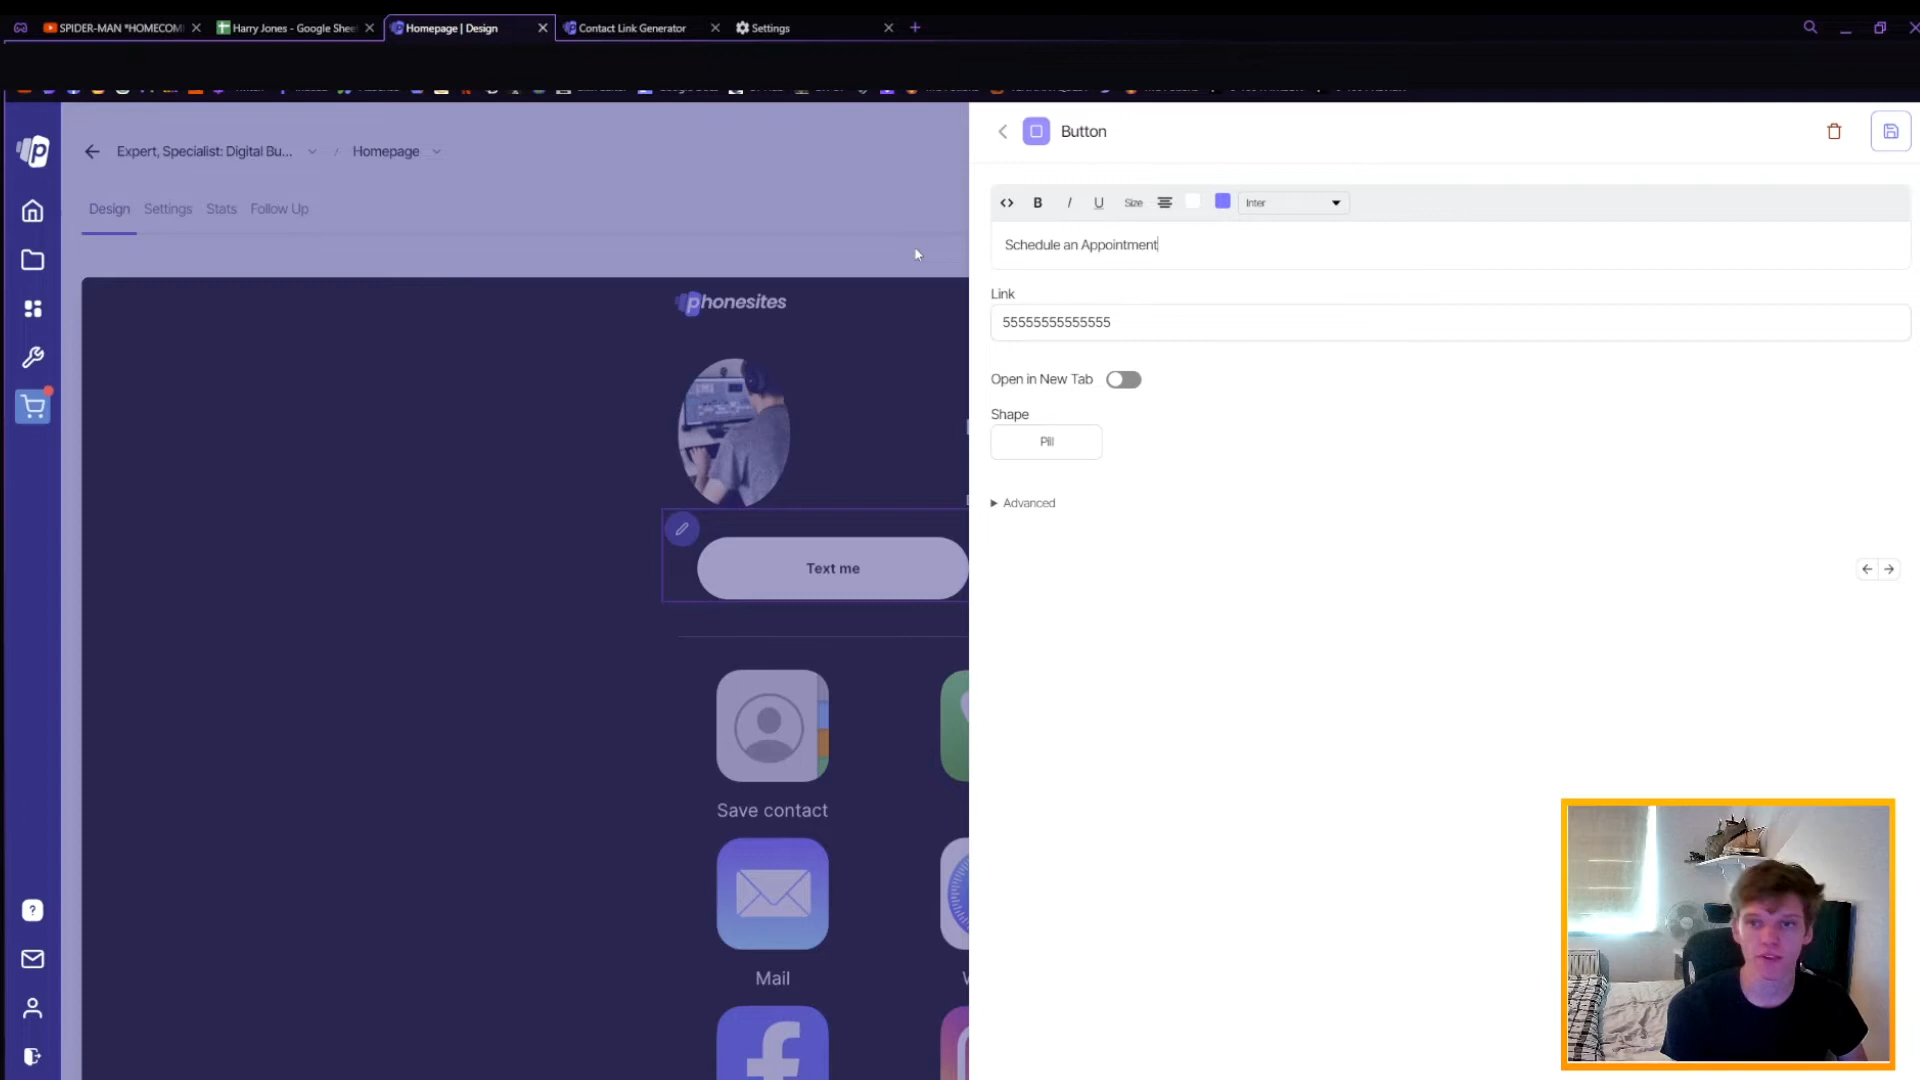 SPIDER-MAN *HOMECOM
Harry Jones - Google Shee
Homepage | Design
Contact Link Generator
Settings
Expert, Specialist: Digital Bu...
/
Homepage
Design
Settings
Stats
Follow Up
phonesites
Text me
Save contact
Mail
Button
B
I
U
Size
Inter
Schedule an Appointment
Link
55555555555555
Open in New Tab
Shape
Pill
Advanced